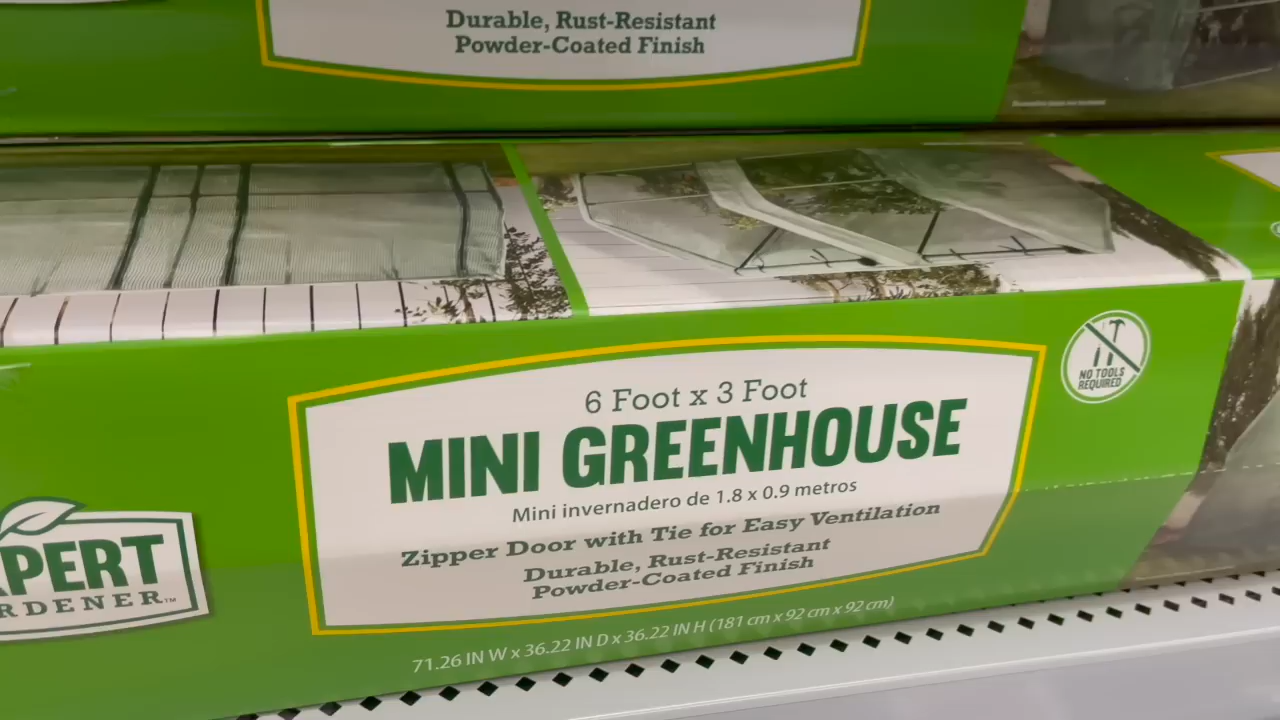 Durable, Rust-Resistant
Powder-Coated Finish
NO TOOLS
REQUIRED
6 Foot x 3 Foot
MINI GREENHOUSE
Mini invernadero de 1.8 x 0.9 metros
Zipper Door with Tie for Easy Ventilation
Durable, Rust-Resistant
Powder-Coated Finish
PERT
RDENER™
71.26 IN W x 36.22 IN D x 36.22 IN H (181 cm x 92 cm x 92 cm)